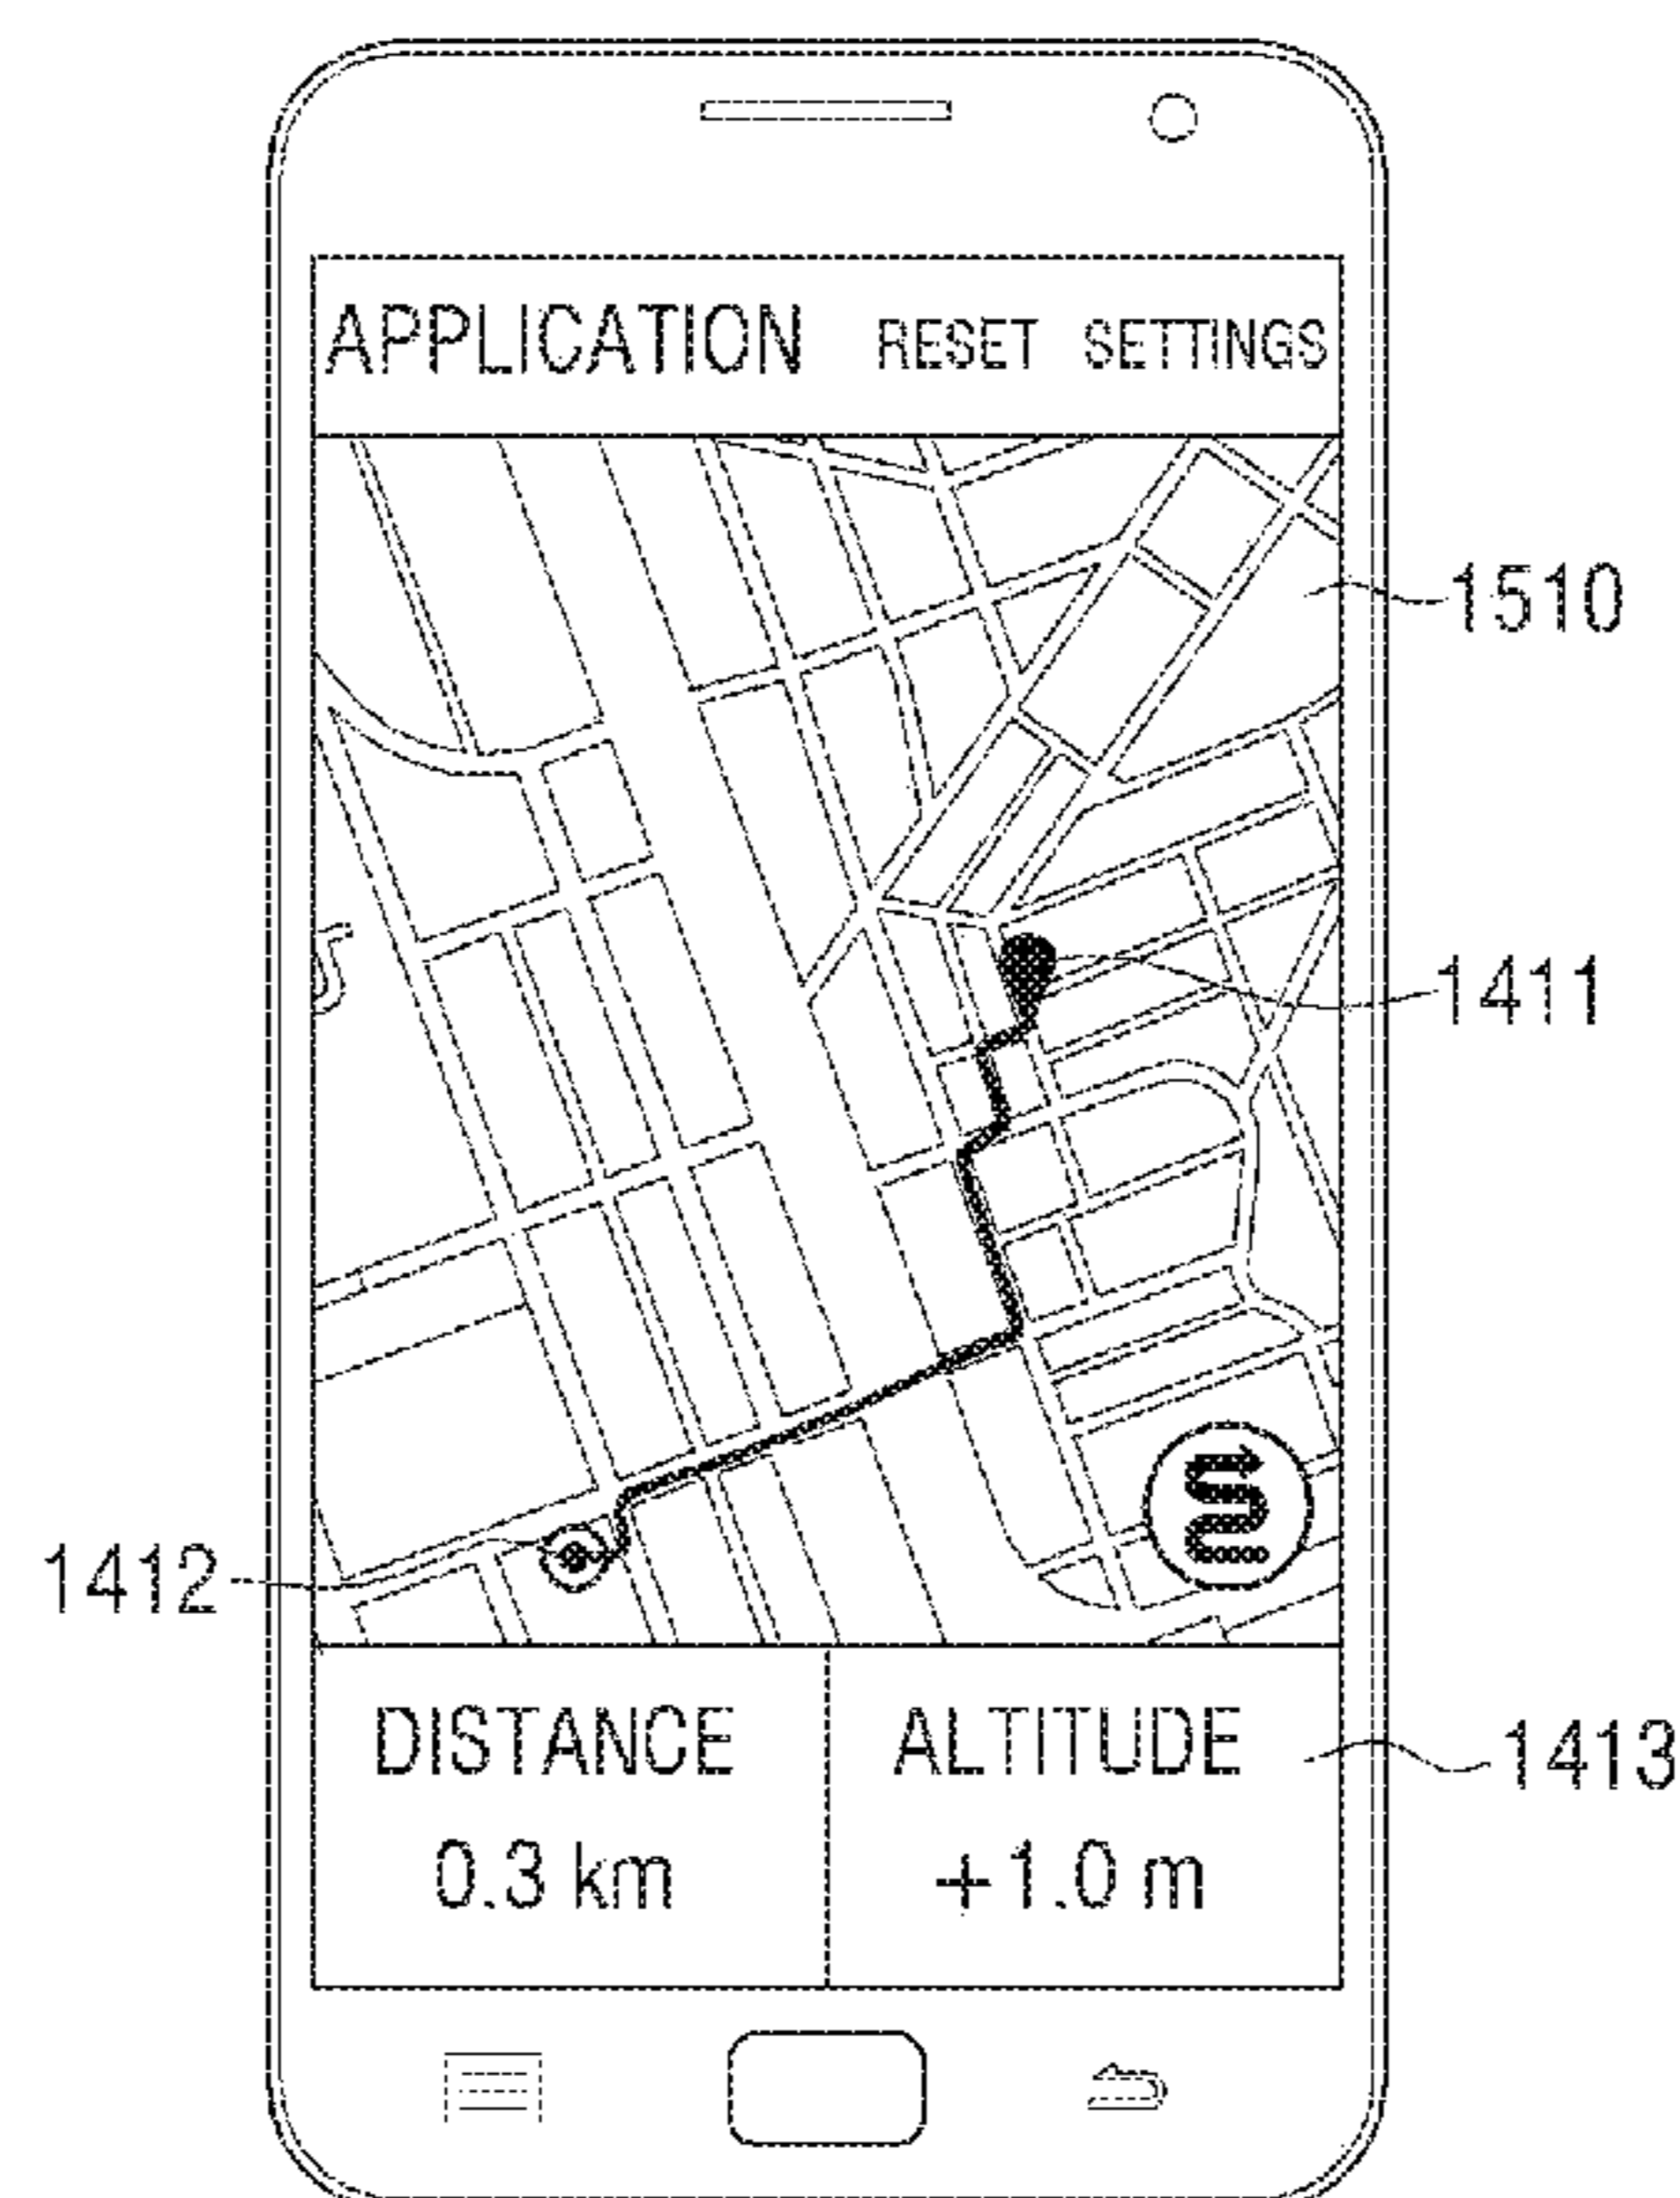 APPLICATION RESET SETTINGS
1510
1411
1412
DISTANCE ALTITUDE
1413
0.3 km +1.0 m